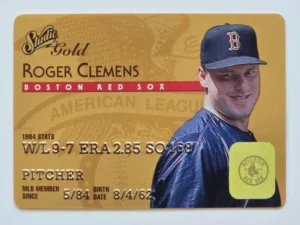 Studio Gold
ROGER CLEMENS
BOSTON RED SOX
AMERICAN LEAGUE
1994 STATS
W/L 9-7 ERA 2.85 SO 168
PITCHER
MLB MEMBER SINCE 5/84 BIRTH DATE 8/4/62
B